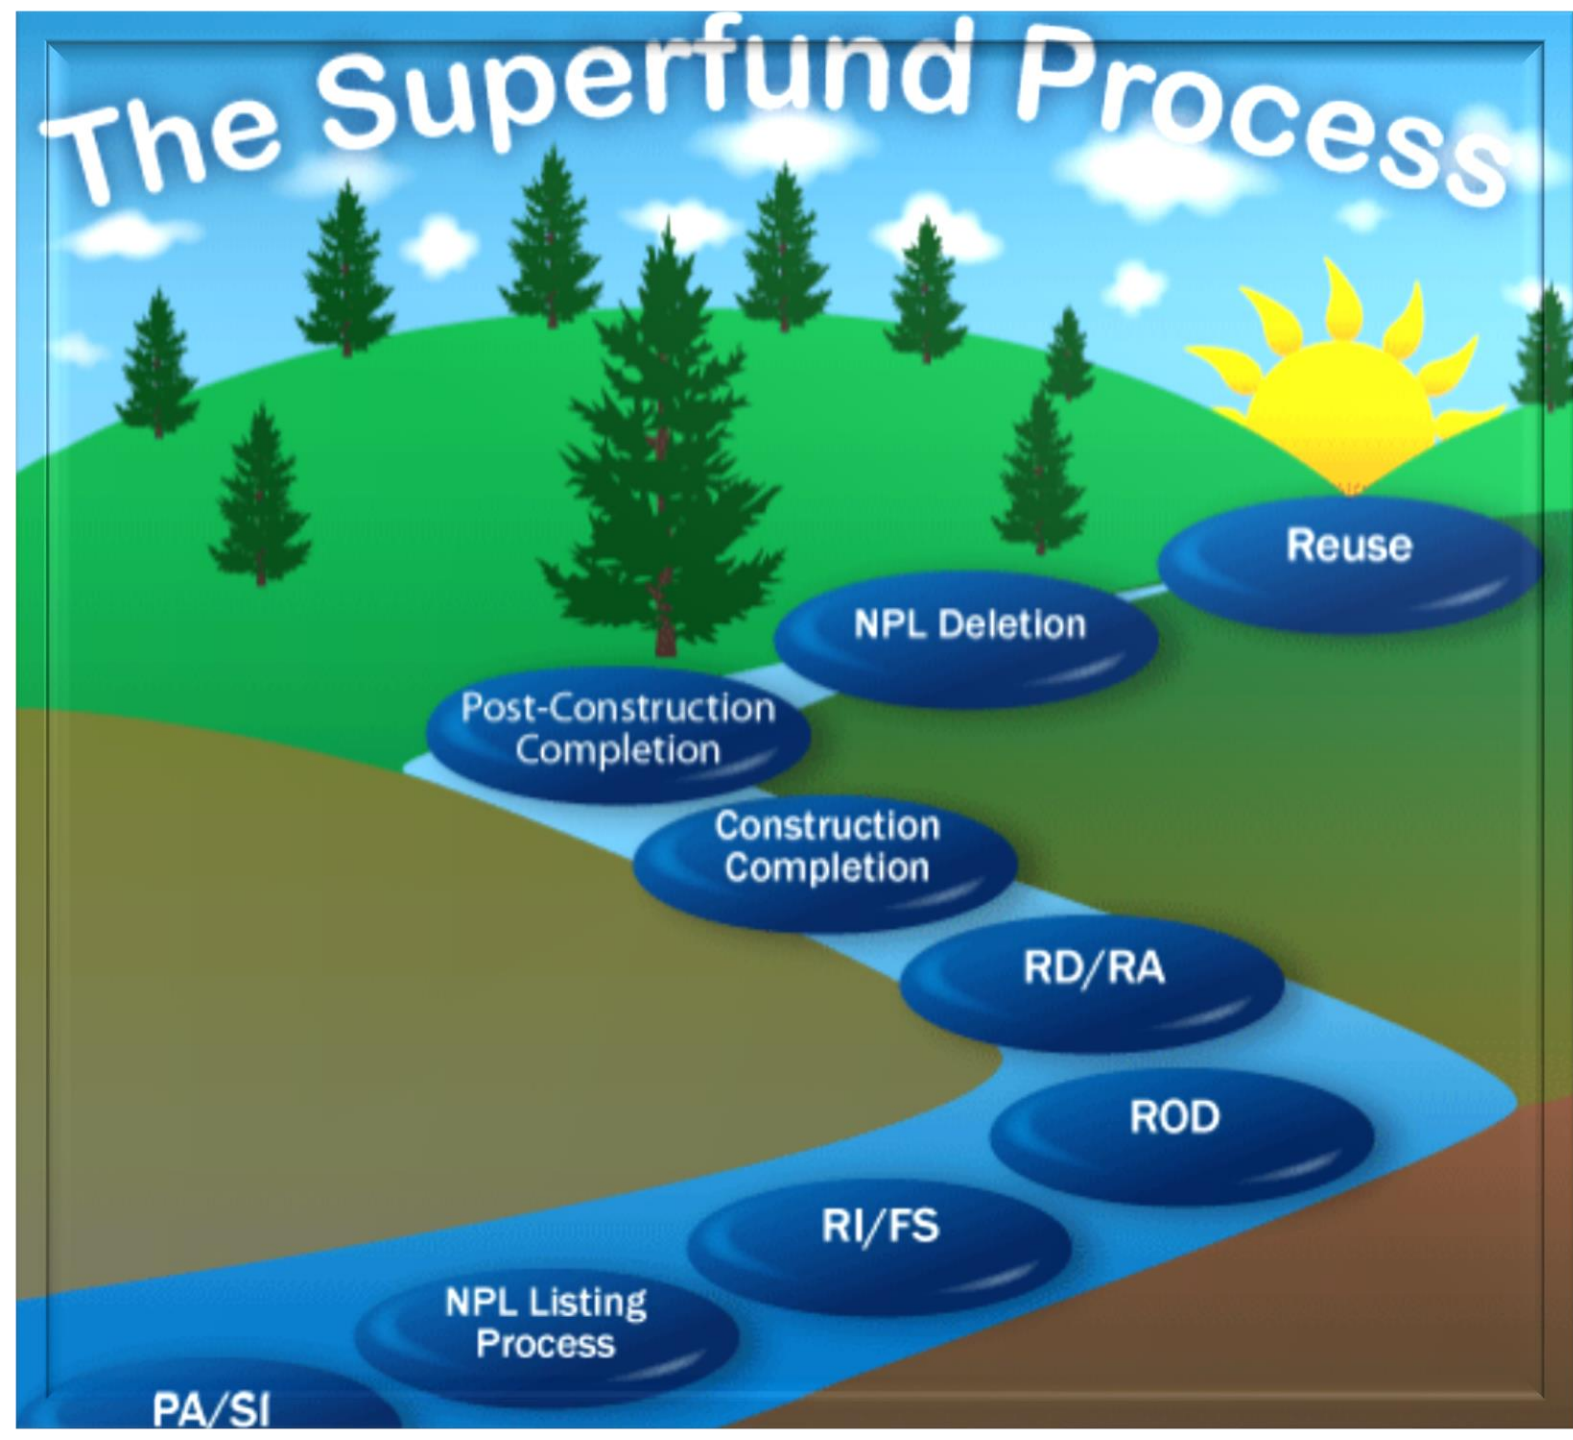 The Superfund Process
Reuse
NPL Deletion
Post-Construction
Completion
Construction
Completion
RD/RA
ROD
RI/FS
NPL Listing
Process
PA/SI